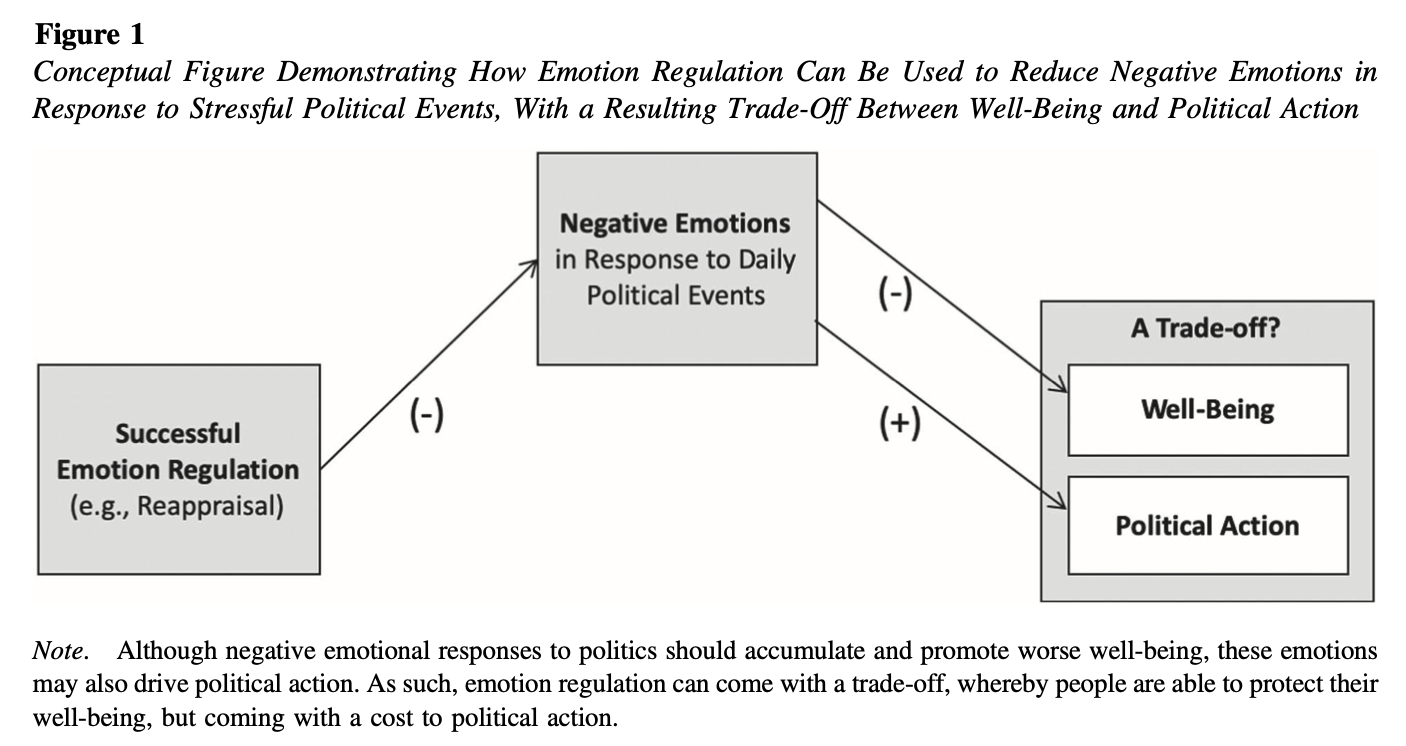 Figure 1
Conceptual Figure Demonstrating How Emotion Regulation Can Be Used to Reduce Negative Emotions in
Response to Stressful Political Events, With a Resulting Trade-Off Between Well-Being and Political Action
Negative Emotions
in Response to Daily
Political Events
(-)
A Trade-off?
Well-Being
(-)
(+)
Successful
Emotion Regulation
(e.g., Reappraisal)
Political Action
Note. Although negative emotional responses to politics should accumulate and promote worse well-being, these emotions
may also drive political action. As such, emotion regulation can come with a trade-off, whereby people are able to protect their
well-being, but coming with a cost to political action.